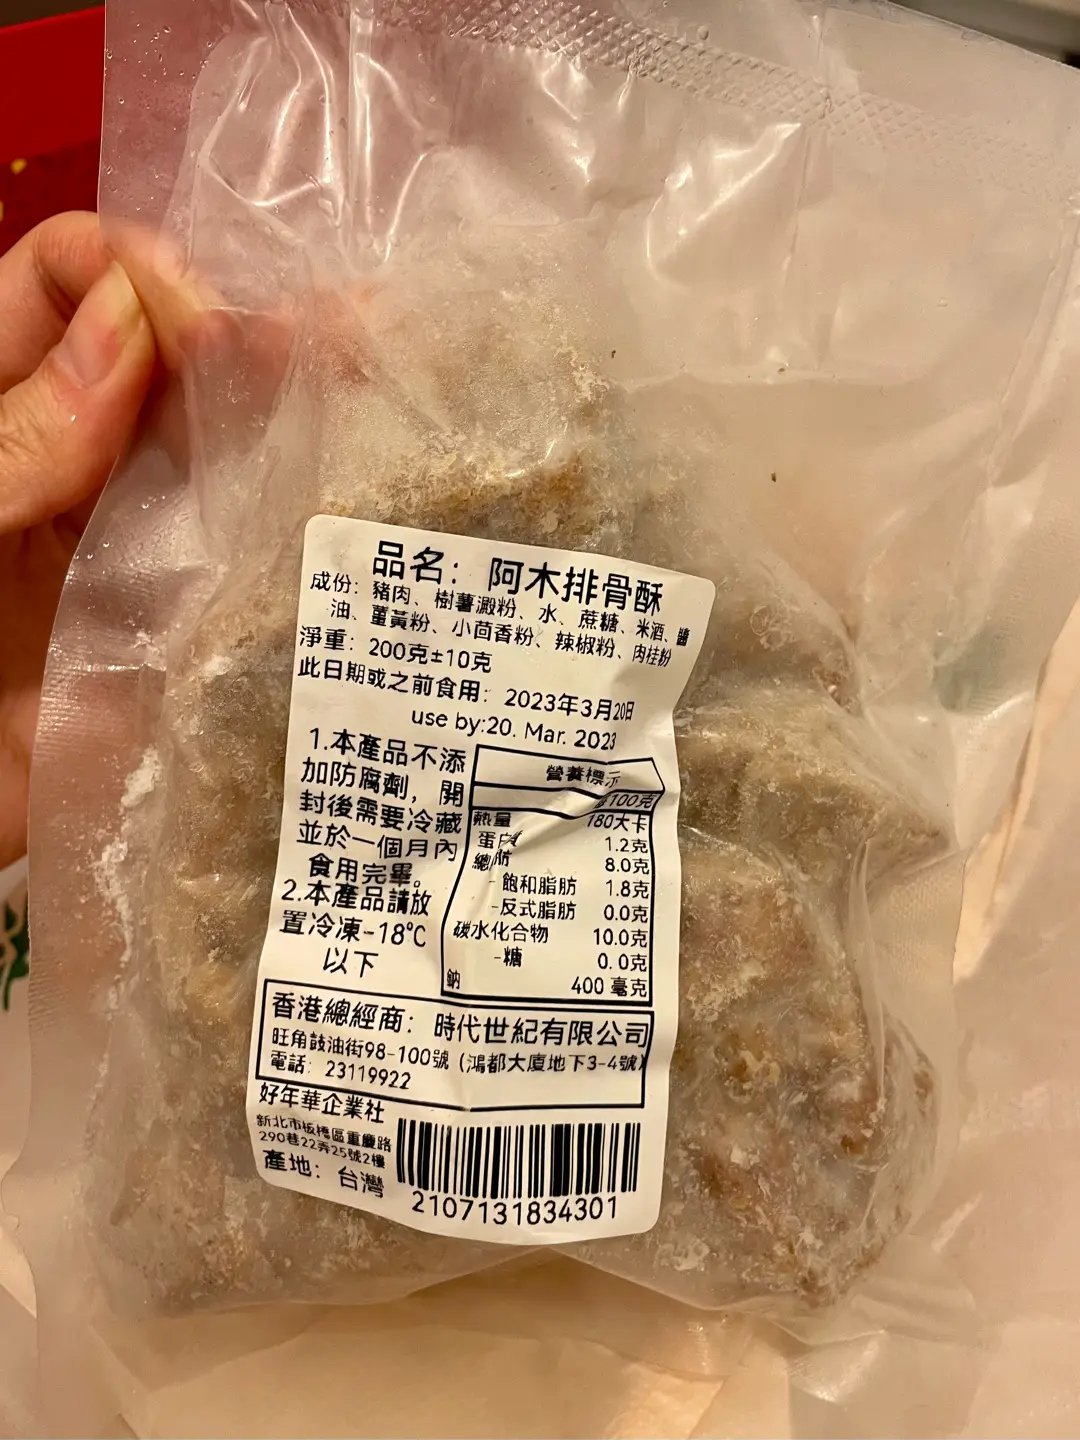 品名： 阿木排骨酥
成份：豬肉、樹薯澱粉、水、蔗糖、米酒、醬
油、薑黃粉、小茴香粉、辣椒粉、肉桂粉
淨重：200克±10克
此日期或之前食用：2023年3月20日
use by:20. Mar. 2023
1.本產品不添
加防腐劑，開
封後需要冷藏
並於一個月內
食用完畢。
2.本產品請放
置冷凍-18℃
以下
營養標示
100克
熱量 180大卡
蛋白 1.2克
總 肪 8.0克
-飽和脂肪 1.8克
-反式脂肪 0.0克
碳水化合物 10.0克
-糖 0.0克
鈉 400 毫克
香港總經商：時代世紀有限公司
旺角豉油街98-100號 (鴻都大廈地下3-4號)
電話：23119922
好年華企業社
新北市板橋區重慶路
290巷22弄25號2樓
產地：台灣
2107131834301